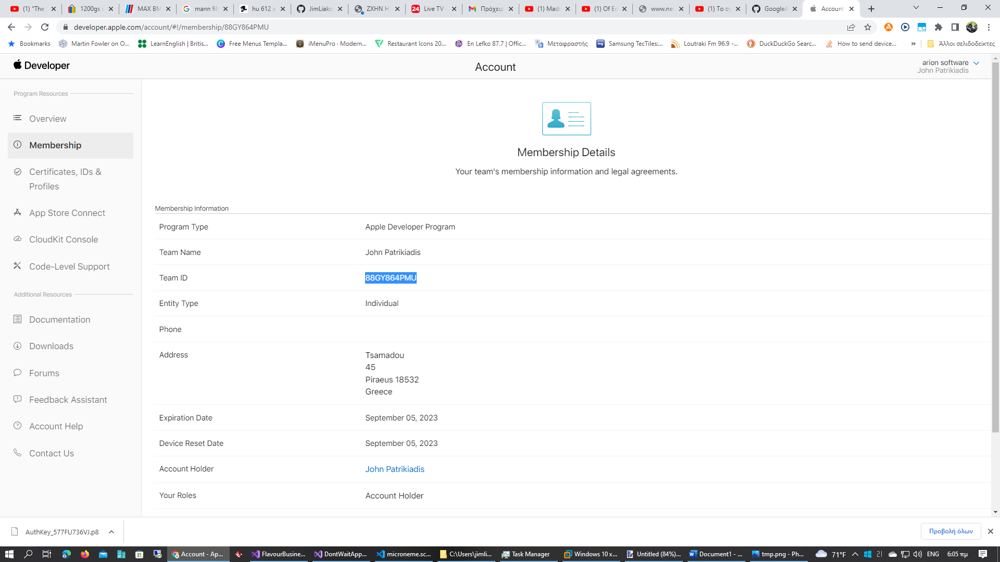 (1) "The
1200gs c
MAX BM
mann filt
hu 612 x
JimLiako
ZXHN H
Live TV -
Πρόχειρ
(1) Madr
(1) Of En
www.nev
(1) Το σχ
GoogleA
Account
developer.apple.com/account/#!/membership/88GY864PMU
Bookmarks
Martin Fowler on O...
LearnEnglish | Britis...
Free Menus Templa...
iMenuPro · Modern...
Restaurant Icons 20...
En Lefko 87.7 | Offic...
Μεταφραστής
Samsung TecTiles:...
Loutraki Fm 96.9 -...
DuckDuckGo Searc...
How to send device...
»
Άλλοι σελιδοδείκτες
Developer
Account
arion software
John Patrikiadis
Program Resources
Overview
Membership
Certificates, IDs &
Profiles
App Store Connect
CloudKit Console
Code-Level Support
Additional Resources
Documentation
Downloads
Forums
Feedback Assistant
Account Help
Contact Us
Membership Details
Your team's membership information and legal agreements.
Membership Information
Program Type Apple Developer Program
Team Name John Patrikiadis
Team ID 88GY864PMU
Entity Type Individual
Phone
Address Tsamadou
45
Piraeus 18532
Greece
Expiration Date September 05, 2023
Device Reset Date September 05, 2023
Account Holder John Patrikiadis
Your Roles Account Holder
AuthKey_577FU736VJ.p8
Προβολή όλων
Account - Ap...
FlavourBusine...
DontWaitApp...
microneme.sc...
C:\Users\jimli...
Task Manager
Windows 10 x...
Untitled (84%)...
Document1 - ...
tmp.png - Ph...
71°F
ENG
6:05 πμ